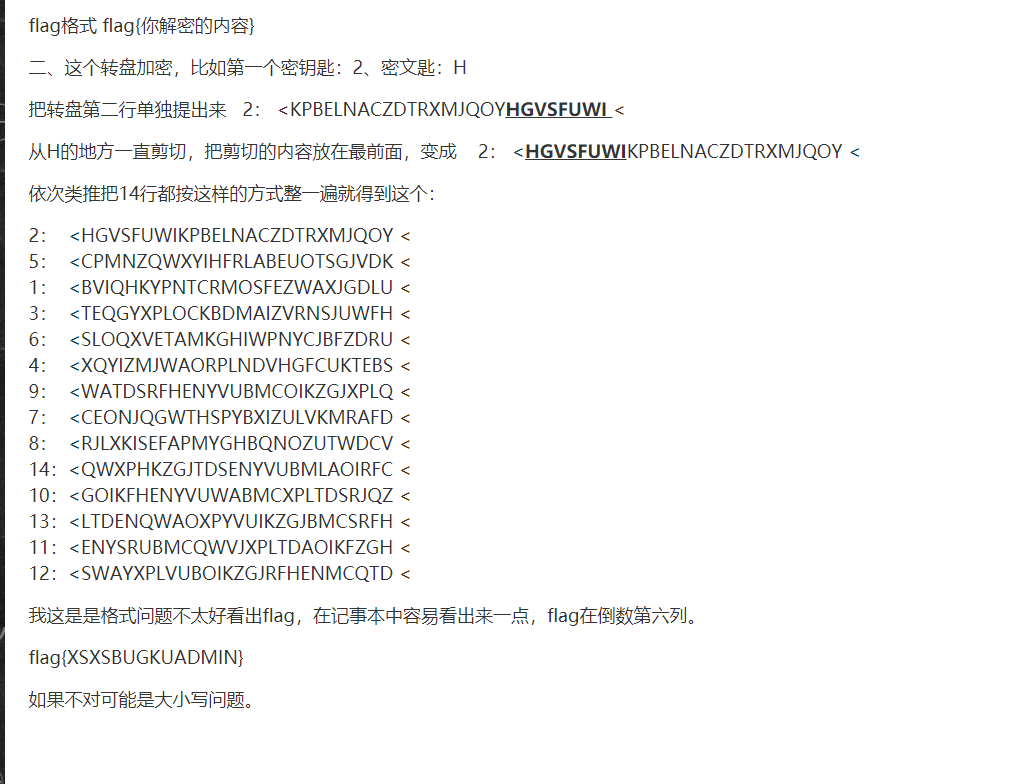 flag格式 flag{你解密的内容}
二、这个转盘加密，比如第一个密钥匙：2、密文匙：H
把转盘第二行单独提出来 2： <KPBELNACZDTRXMJQOYHGVSFUWI <
从H的地方一直剪切，把剪切的内容放在最前面，变成 2： <HGVSFUWIKPBELNACZDTRXMJQOY <
依次类推把14行都按这样的方式整一遍就得到这个：
2： <HGVSFUWIKPBELNACZDTRXMJQOY <
5： <CPMNZQWXYIHFRLABEUOTSGJVDK <
1： <BVIQHKYPNTCRMOSFEZWAXJGDLU <
3： <TEQGYXPLOCKBDMAIZVRNSJUWFH <
6： <SLOQXVETAMKGHIWPNYCJBFZDRU <
4： <XQYIZMJWAORPLNDVHGFCUKTEBS <
9： <WATDSRFHENYVUBMCOIKZGJXPLQ <
7： <CEONJQGWTHSPYBXIZULVKMRAFD <
8： <RJLXKISEFAPMYGHBQNOZUTWDCV <
14：<QWXPHKZGJTDSENYVUBMLAOIRFC <
10：<GOIKFHENYVUWABMCXPLTDSRJQZ <
13：<LTDENQWAOXPYVUIKZGJBMCSRFH <
11：<ENYSRUBMCQWVJXPLTDAOIKFZGH <
12：<SWAYXPLVUBOIKZGJRFHENMCQTD <
我这是是格式问题不太好看出flag，在记事本中容易看出来一点，flag在倒数第六列。
flag{XSXSBUGKUADMIN}
如果不对可能是大小写问题。